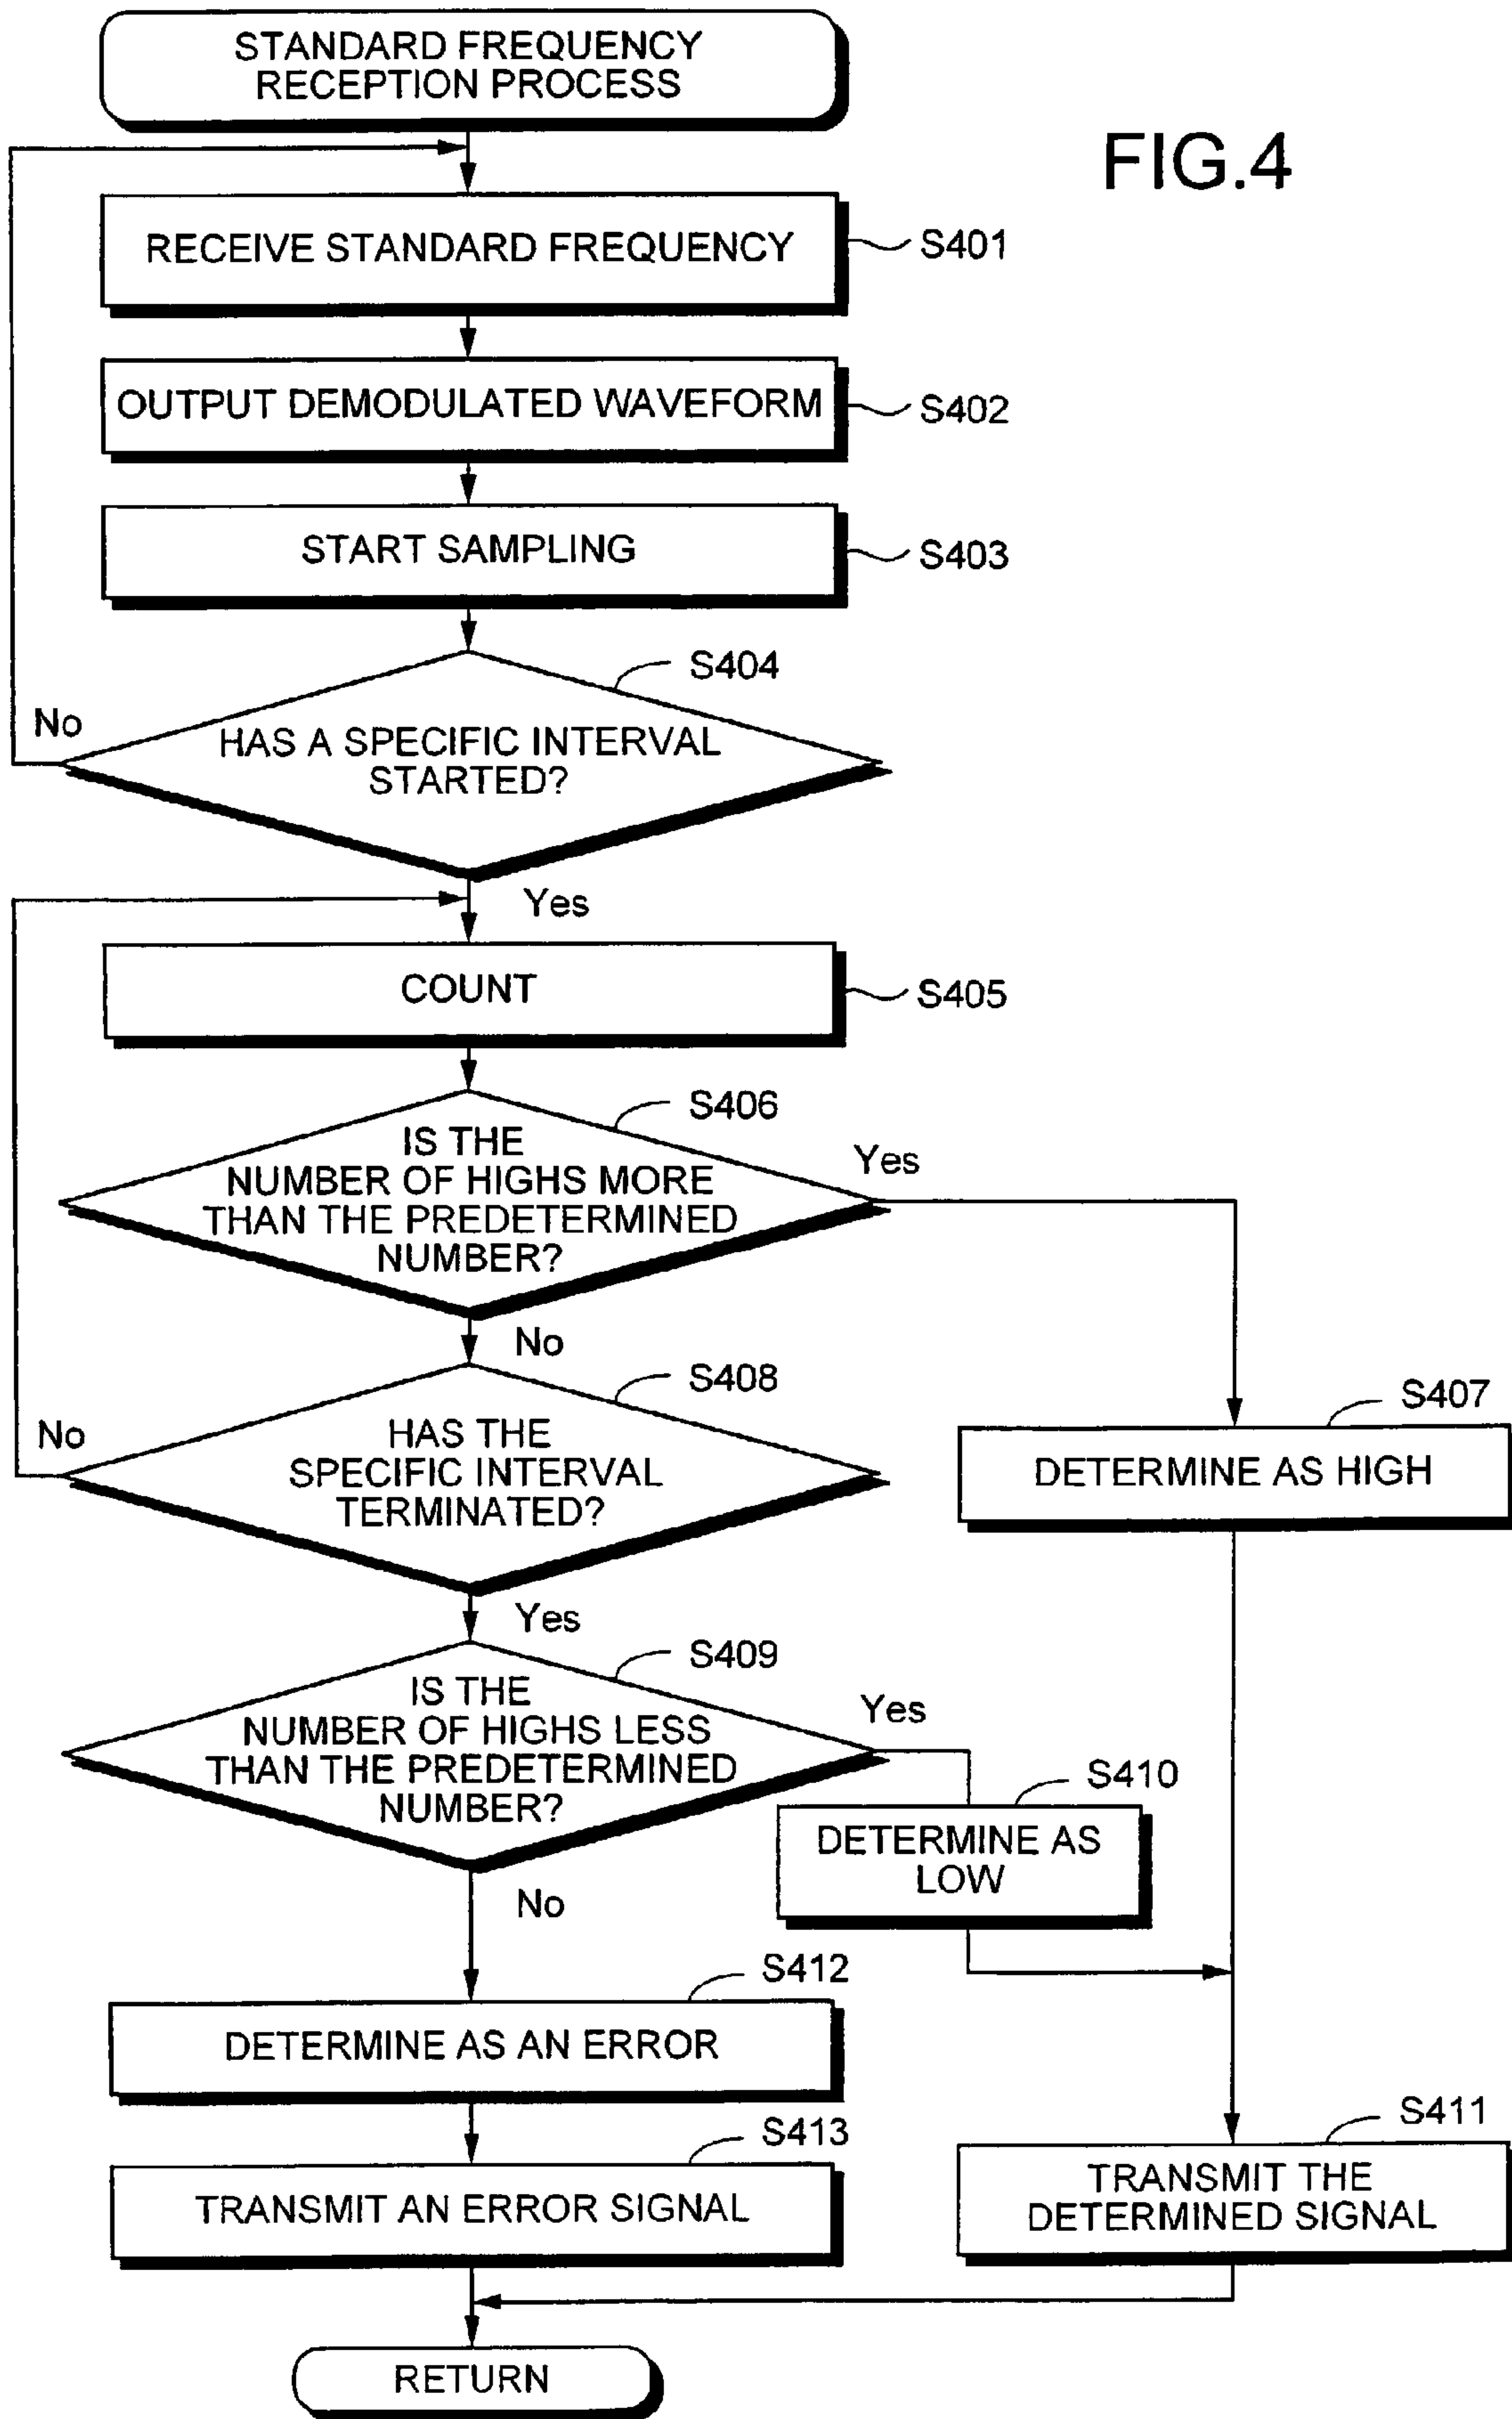 STANDARD FREQUENCY
RECEPTION PROCESS
FIG.4
RECEIVE STANDARD FREQUENCY
S401
OUTPUT DEMODULATED WAVEFORM
S402
START SAMPLING
S403
S404
No
HAS A SPECIFIC INTERVAL
STARTED?
Yes
COUNT
S405
S406
IS THE
NUMBER OF HIGHS MORE
THAN THE PREDETERMINED
NUMBER?
Yes
No
S408
S407
No
HAS THE
SPECIFIC INTERVAL
TERMINATED?
DETERMINE AS HIGH
Yes
S409
IS THE
NUMBER OF HIGHS LESS
THAN THE PREDETERMINED
NUMBER?
Yes
S410
DETERMINE AS
LOW
No
S412
DETERMINE AS AN ERROR
S413
S411
TRANSMIT AN ERROR SIGNAL
TRANSMIT THE
DETERMINED SIGNAL
RETURN